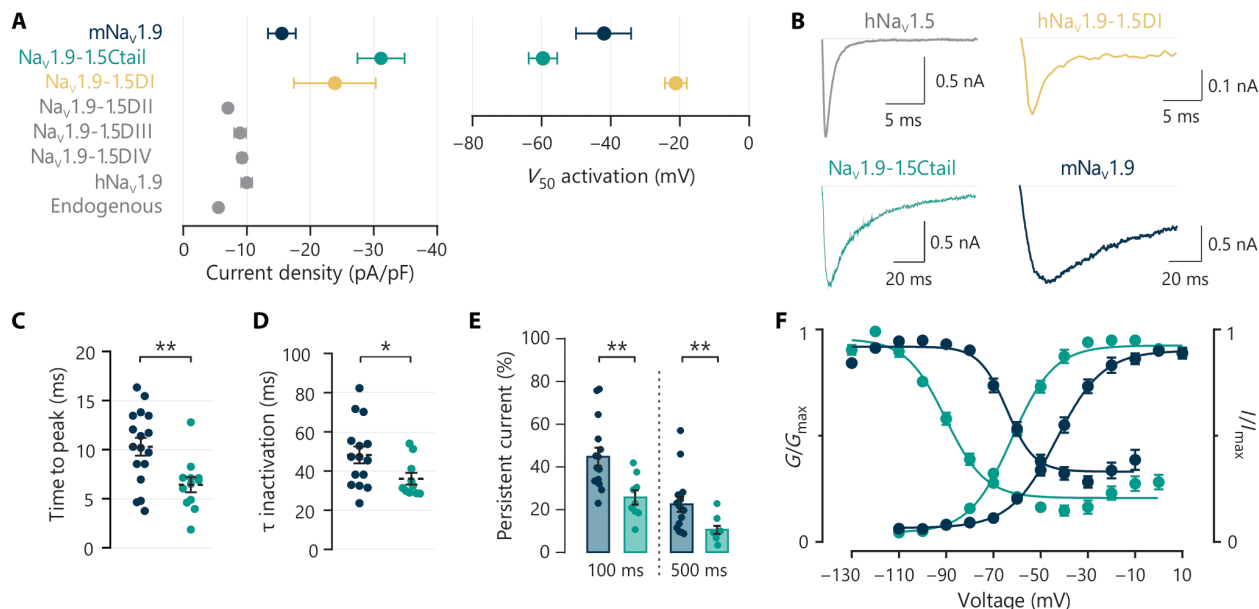 A
mNaᵥ1.9
Naᵥ1.9-1.5Ctail
Naᵥ1.9-1.5DI
Naᵥ1.9-1.5DII
Naᵥ1.9-1.5DIII
Naᵥ1.9-1.5DIV
hNaᵥ1.9
Endogenous
0 −10 −20 −30 −40
Current density (pA/pF)
−80 −60 −40 −20 0
V₅₀ activation (mV)
B
hNaᵥ1.5
0.5 nA
5 ms
hNaᵥ1.9-1.5DI
0.1 nA
5 ms
Naᵥ1.9-1.5Ctail
0.5 nA
20 ms
mNaᵥ1.9
0.5 nA
20 ms
C
Time to peak (ms)
20
15
10
5
0
**
D
τ inactivation (ms)
100
80
60
40
20
0
*
E
Persistent current (%)
100
80
60
40
20
0
** **
100 ms 500 ms
F
G/Gmax
1
0
I/Imax
1
0
−130 −110 −90 −70 −50 −30 −10 10
Voltage (mV)